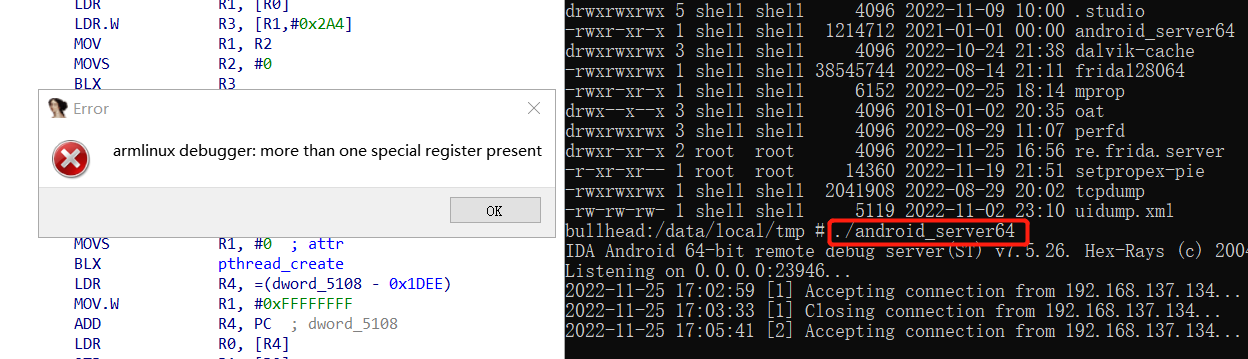 LDR R1, [R0]
LDR.W R3, [R1,#0x2A4]
MOV R1, R2
MOVS R2, #0
BLX R3
Error
armlinux debugger: more than one special register present
OK
MOVS R1, #0 ; attr
BLX pthread_create
LDR R4, =(dword_5108 - 0x1DEE)
MOV.W R1, #0xFFFFFFFF
ADD R4, PC ; dword_5108
LDR R0, [R4]
drwxrwxrwx 5 shell shell 4096 2022-11-09 10:00 .studio
-rwxr-xr-x 1 shell shell 1214712 2021-01-01 00:00 android_server64
drwxrwxrwx 3 shell shell 4096 2022-10-24 21:38 dalvik-cache
-rwxrwxrwx 1 shell shell 38545744 2022-08-14 21:11 frida128064
-rwxr-xr-x 1 shell shell 6152 2022-02-25 18:14 mprop
drwx--x--x 3 shell shell 4096 2018-01-02 20:35 oat
drwxrwxrwx 3 shell shell 4096 2022-08-29 11:07 perfd
drwxr-xr-x 2 root root 4096 2022-11-25 16:56 re.frida.server
-r-xr-xr-- 1 root root 14360 2022-11-19 21:51 setpropex-pie
-rwxrwxrwx 1 shell shell 2041908 2022-08-29 20:02 tcpdump
-rw-rw-rw- 1 shell shell 5119 2022-11-02 23:10 uidump.xml
bullhead:/data/local/tmp # ./android_server64
IDA Android 64-bit remote debug server(ST) v7.5.26. Hex-Rays (c) 2004
Listening on 0.0.0.0:23946...
2022-11-25 17:02:59 [1] Accepting connection from 192.168.137.134...
2022-11-25 17:03:33 [1] Closing connection from 192.168.137.134...
2022-11-25 17:05:41 [2] Accepting connection from 192.168.137.134...